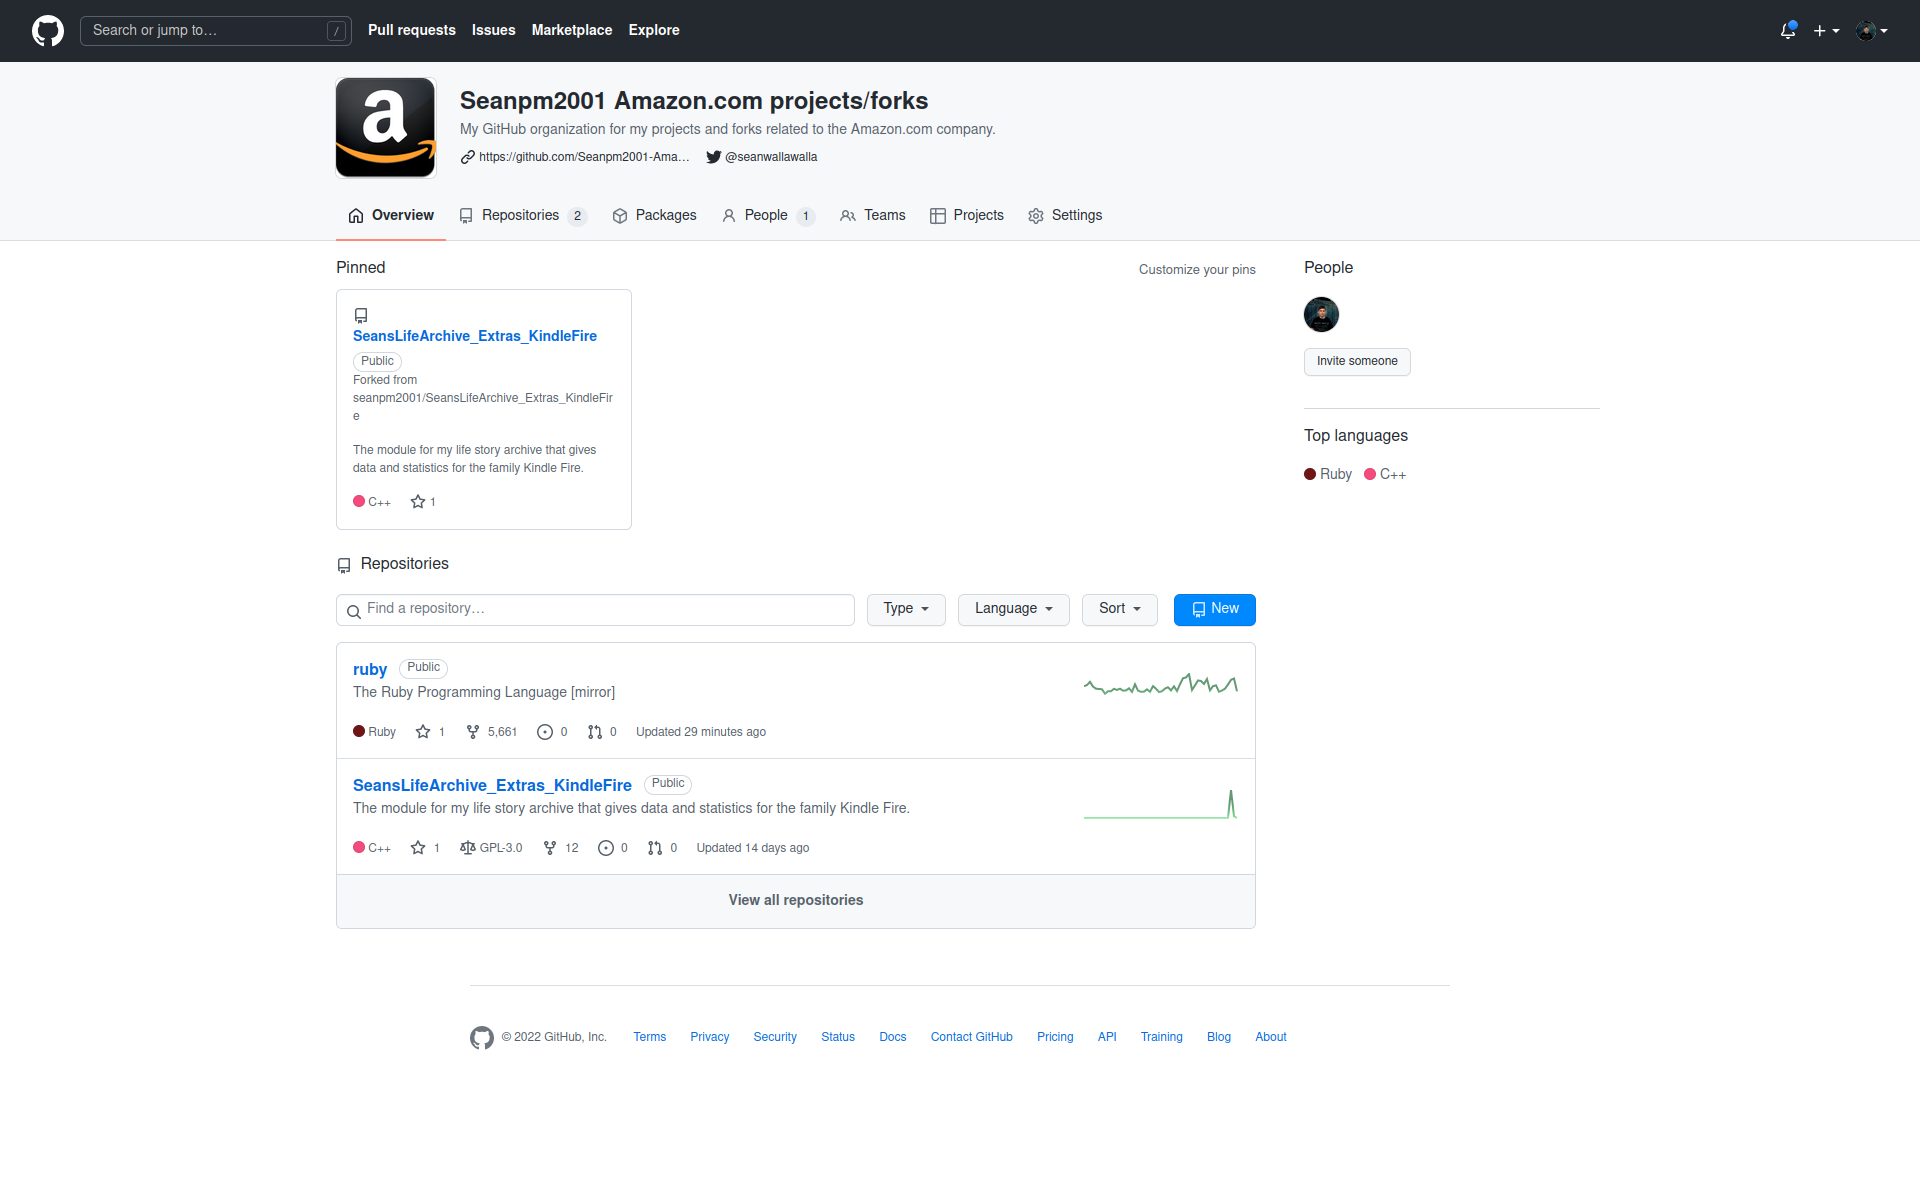 Search or jump to… / Pull requests Issues Marketplace Explore
Seanpm2001 Amazon.com projects/forks
My GitHub organization for my projects and forks related to the Amazon.com company.
https://github.com/Seanpm2001-Ama… @seanwallawalla
Overview Repositories 2 Packages People 1 Teams Projects Settings
Pinned Customize your pins
SeansLifeArchive_Extras_KindleFire
Public
Forked from
seanpm2001/SeansLifeArchive_Extras_KindleFir
e
The module for my life story archive that gives
data and statistics for the family Kindle Fire.
C++ 1
People
Invite someone
Top languages
Ruby C++
Repositories
Find a repository… Type Language Sort New
ruby Public
The Ruby Programming Language [mirror]
Ruby 1 5,661 0 0 Updated 29 minutes ago
SeansLifeArchive_Extras_KindleFire Public
The module for my life story archive that gives data and statistics for the family Kindle Fire.
C++ 1 GPL-3.0 12 0 0 Updated 14 days ago
View all repositories
© 2022 GitHub, Inc. Terms Privacy Security Status Docs Contact GitHub Pricing API Training Blog About